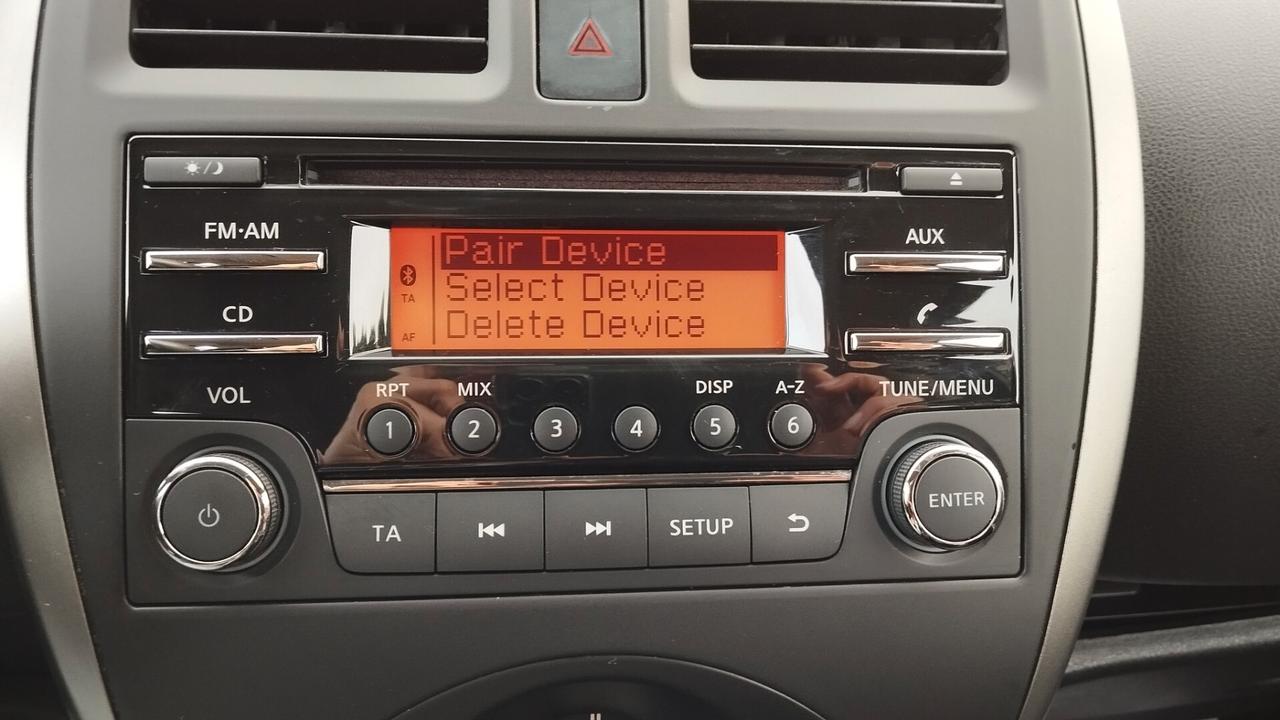 FM·AM
CD
VOL
Pair Device
Select Device
Delete Device
TA
AF
AUX
TUNE/MENU
RPT
MIX
DISP
A-Z
1
2
3
4
5
6
TA
SETUP
ENTER